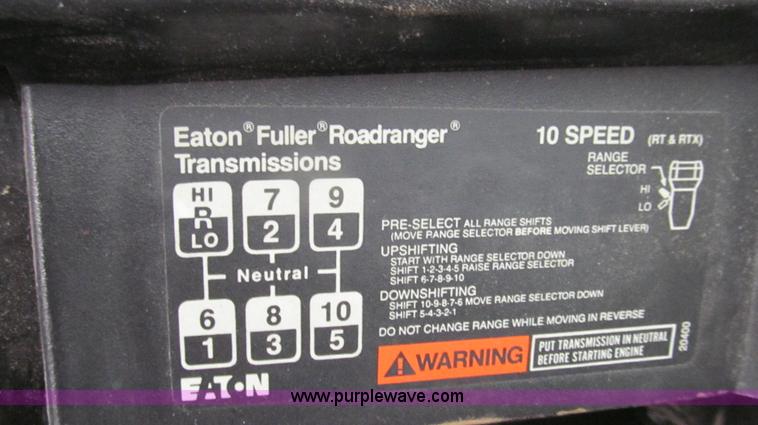 Eaton® Fuller® Roadranger®
Transmissions
10 SPEED (RT & RTX)
RANGE
SELECTOR
HI
LO
HI
R
LO
7
2
9
4
Neutral
6
1
8
3
10
5
PRE-SELECT ALL RANGE SHIFTS
(MOVE RANGE SELECTOR BEFORE MOVING SHIFT LEVER)
UPSHIFTING
START WITH RANGE SELECTOR DOWN
SHIFT 1-2-3-4-5 RAISE RANGE SELECTOR
SHIFT 6-7-8-9-10
DOWNSHIFTING
SHIFT 10-9-8-7-6 MOVE RANGE SELECTOR DOWN
SHIFT 5-4-3-2-1
DO NOT CHANGE RANGE WHILE MOVING IN REVERSE
WARNING
PUT TRANSMISSION IN NEUTRAL
BEFORE STARTING ENGINE
20400
EATON
www.purplewave.com